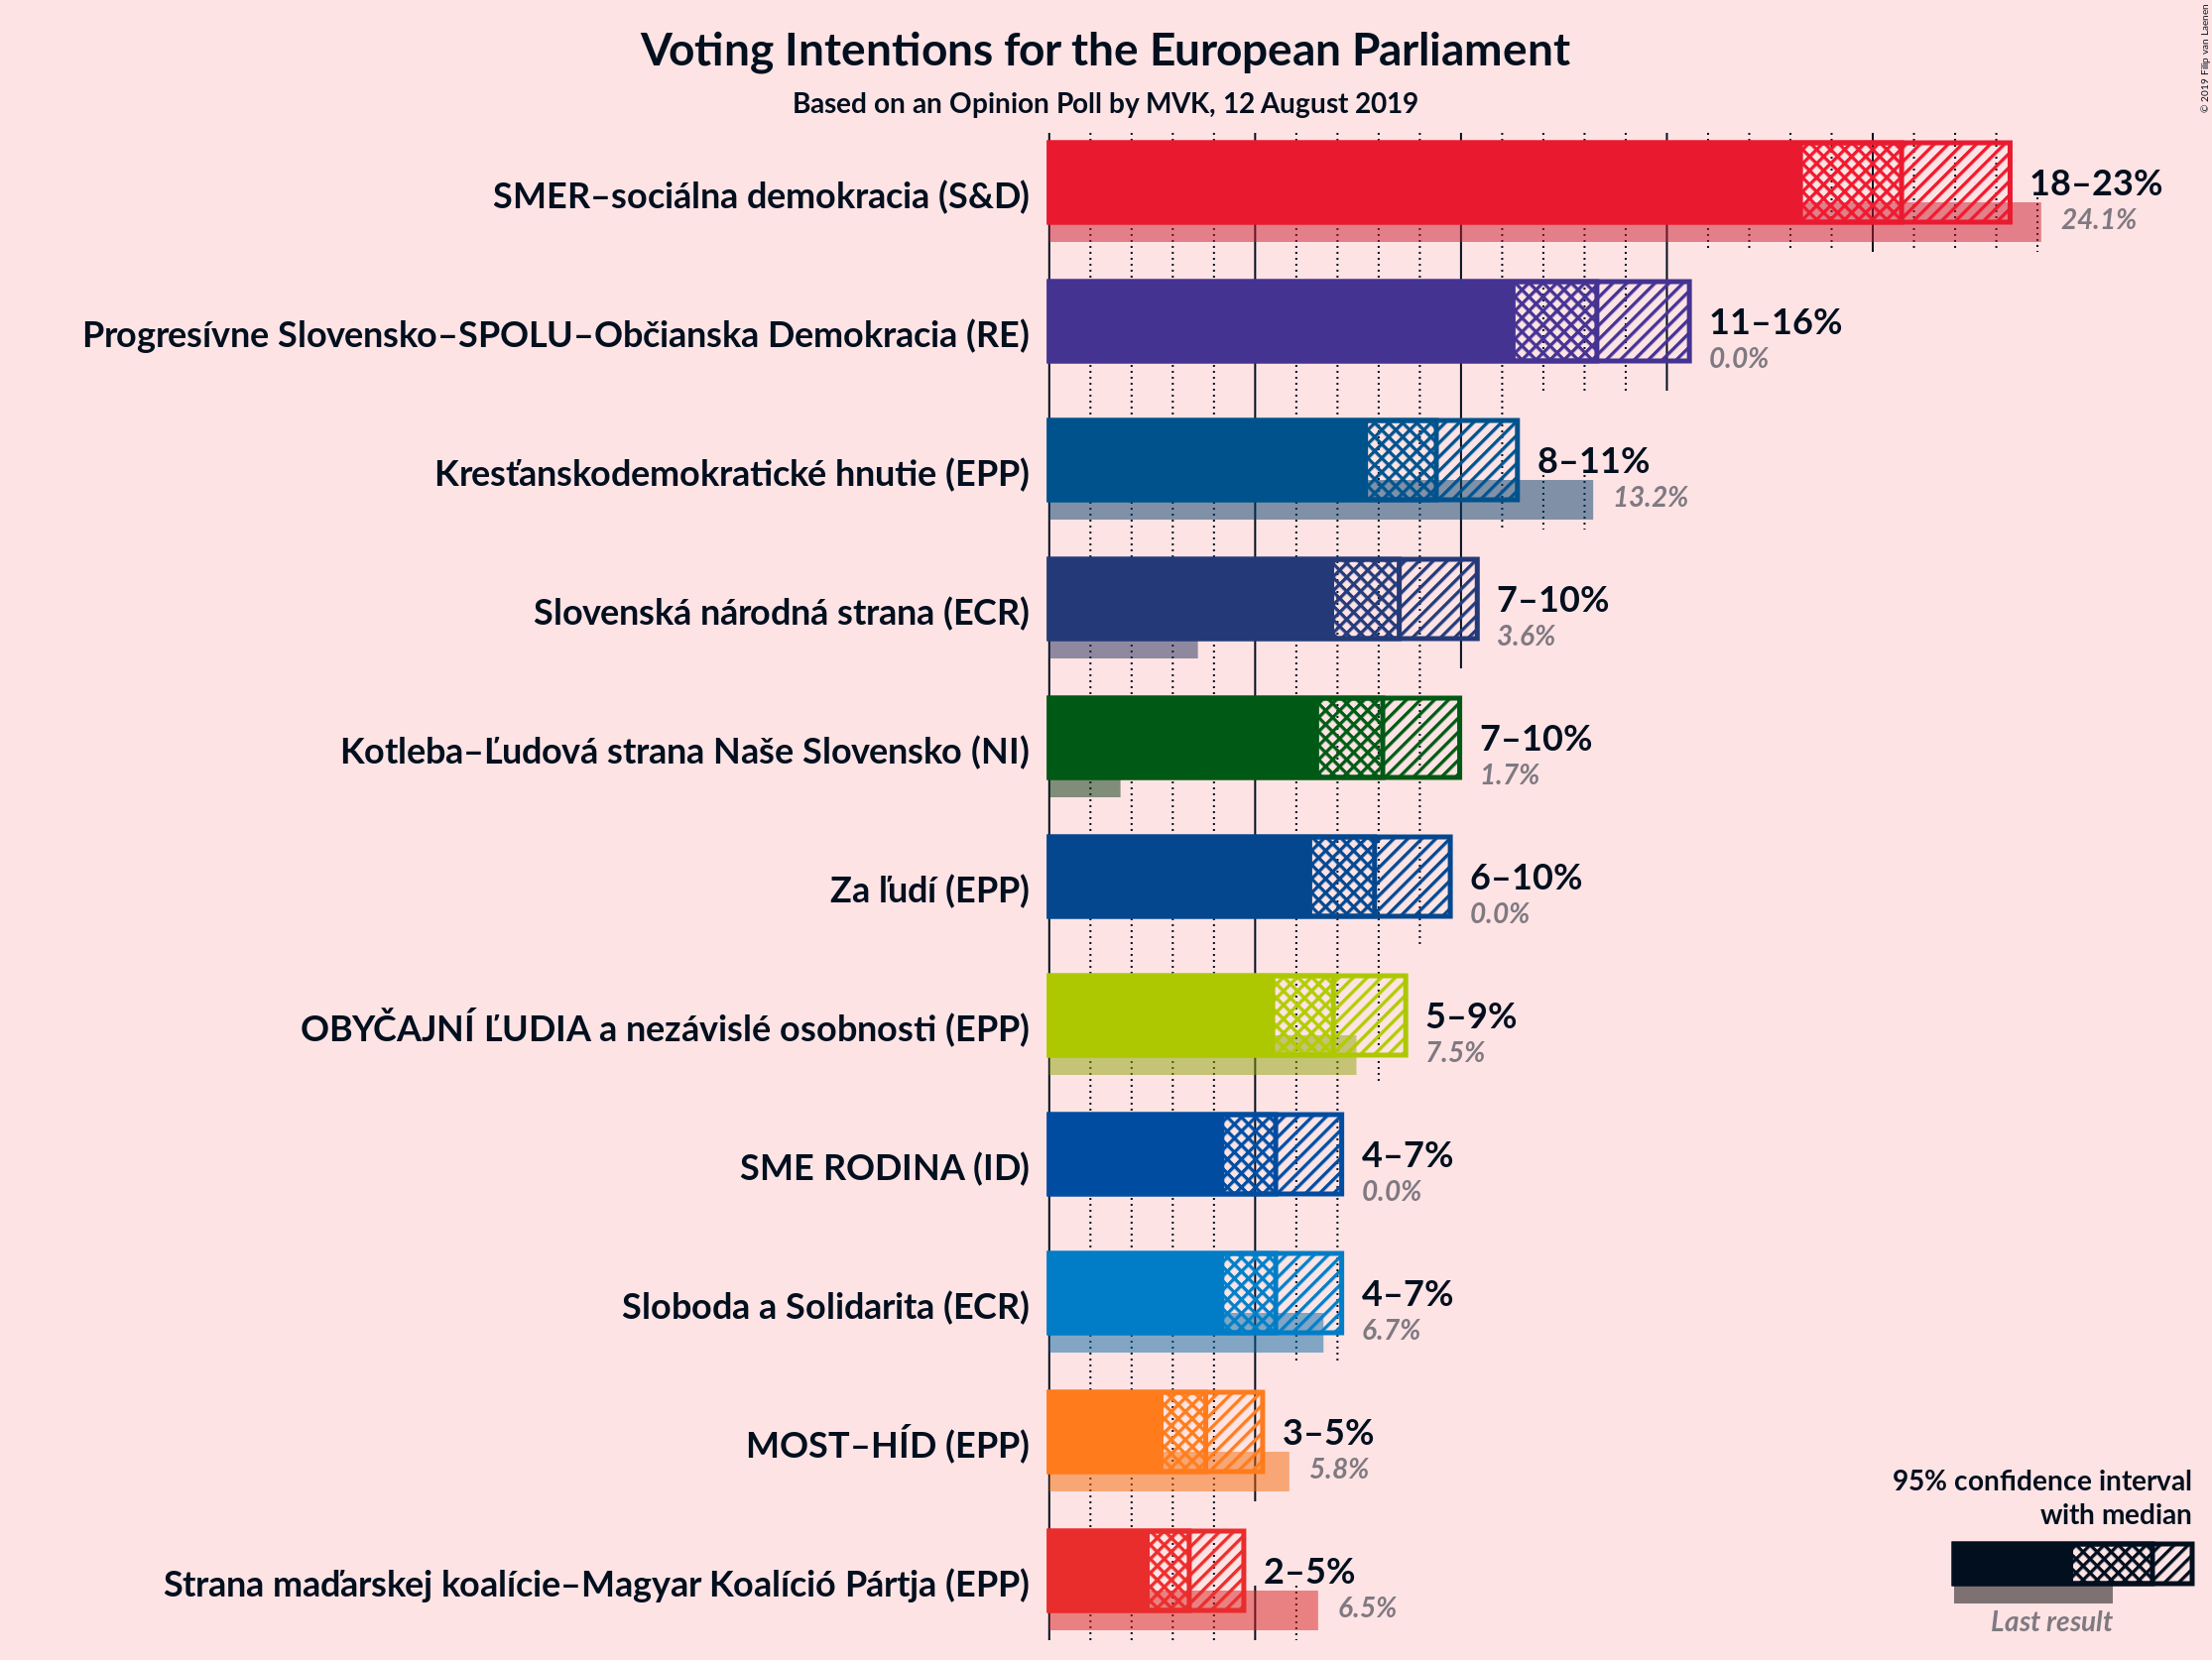 © 2019 Filip van Laenen
Voting Intentions for the European Parliament
Based on an Opinion Poll by MVK, 12 August 2019
SMER–sociálna demokracia (S&D)
18–23%
24.1%
Progresívne Slovensko–SPOLU–Občianska Demokracia (RE)
11–16%
0.0%
Kresťanskodemokratické hnutie (EPP)
8–11%
13.2%
Slovenská národná strana (ECR)
7–10%
3.6%
Kotleba–Ľudová strana Naše Slovensko (NI)
7–10%
1.7%
Za ľudí (EPP)
6–10%
0.0%
OBYČAJNÍ ĽUDIA a nezávislé osobnosti (EPP)
5–9%
7.5%
SME RODINA (ID)
4–7%
0.0%
Sloboda a Solidarita (ECR)
4–7%
6.7%
MOST–HÍD (EPP)
3–5%
5.8%
Strana maďarskej koalície–Magyar Koalíció Pártja (EPP)
2–5%
6.5%
95% confidence interval
with median
Last result